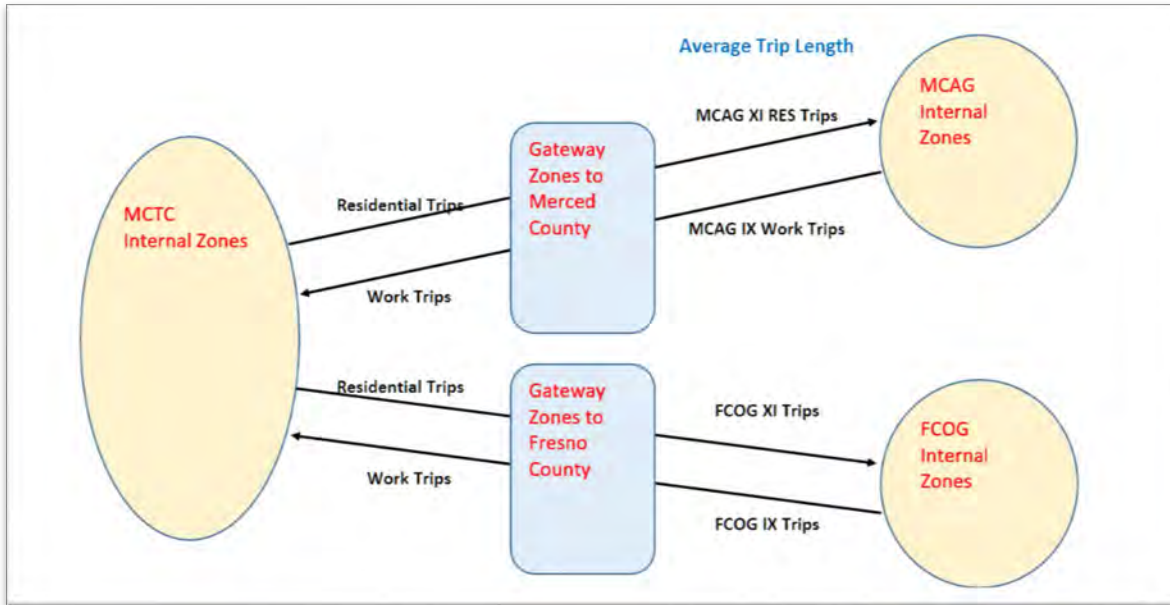 Average Trip Length
MCAG
Internal
Zones
MCAG XI RES Trips
Gateway
Zones to
Merced
County
Residential Trips
MCTC
Internal Zones
MCAG IX Work Trips
Work Trips
Residential Trips
Gateway
Zones to
Fresno
County
FCOG XI Trips
FCOG
Internal
Zones
Work Trips
FCOG IX Trips